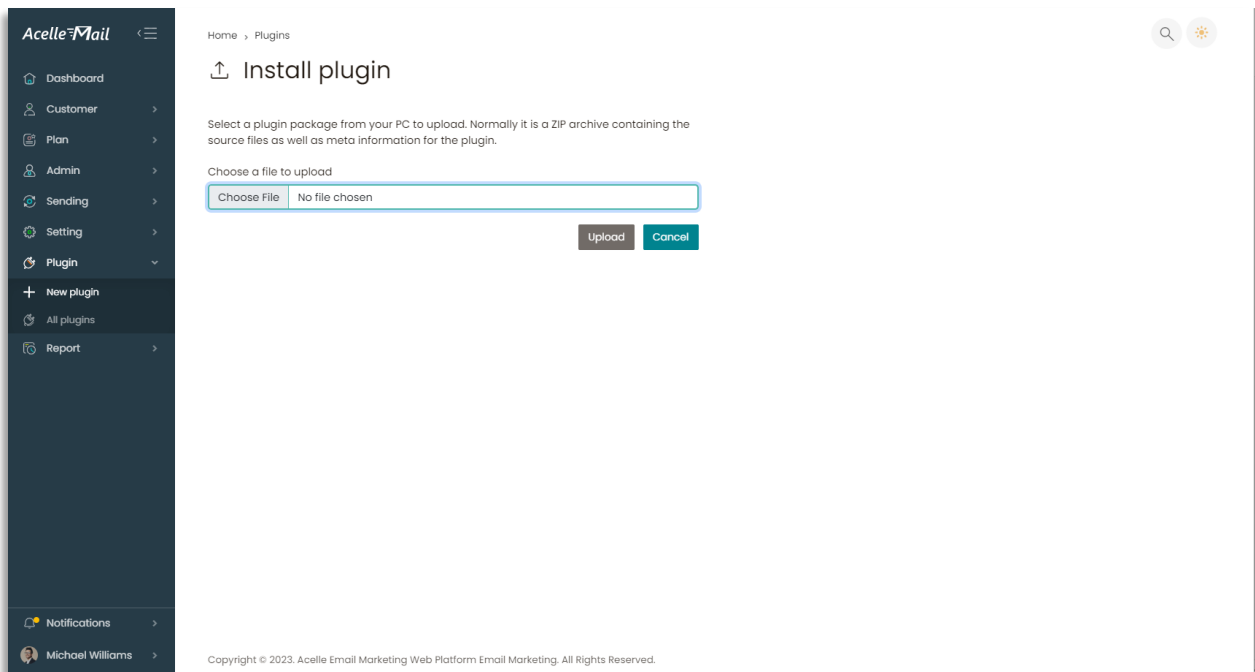 Acelle Mail
Dashboard
Customer
Plan
Admin
Sending
Setting
Plugin
New plugin
All plugins
Report
Notifications
Michael Williams
Home › Plugins
Install plugin
Select a plugin package from your PC to upload. Normally it is a ZIP archive containing the
source files as well as meta information for the plugin.
Choose a file to upload
Choose File No file chosen
Upload Cancel
Copyright © 2023. Acelle Email Marketing Web Platform Email Marketing. All Rights Reserved.